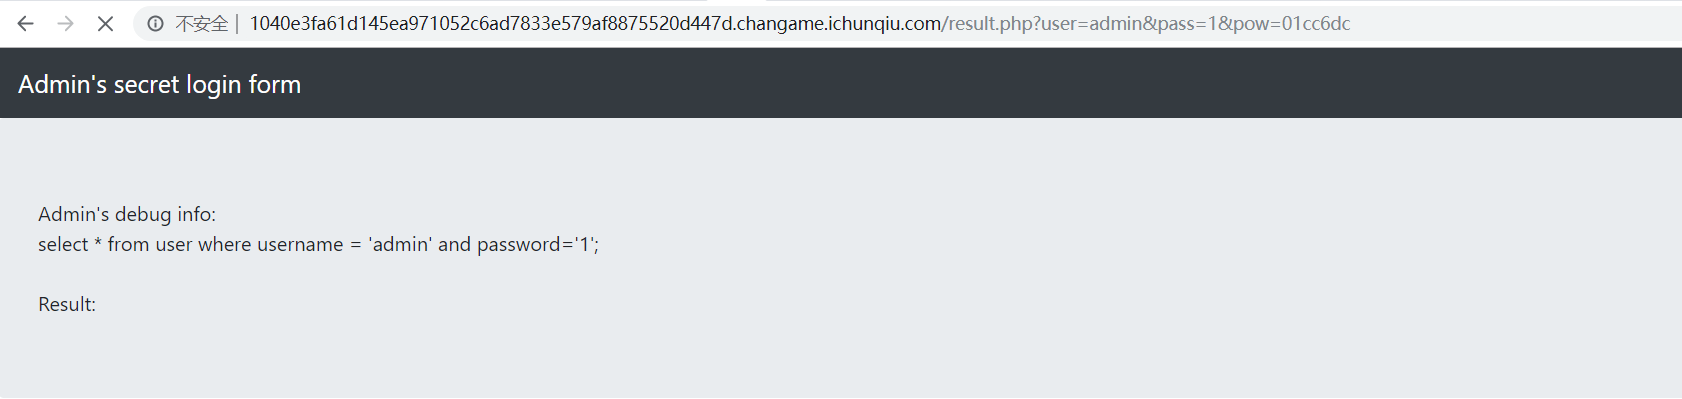 不安全 | 1040e3fa61d145ea971052c6ad7833e579af8875520d447d.changame.ichunqiu.com/result.php?user=admin&pass=1&pow=01cc6dc
Admin's secret login form
Admin's debug info:
select * from user where username = 'admin' and password='1';
Result: